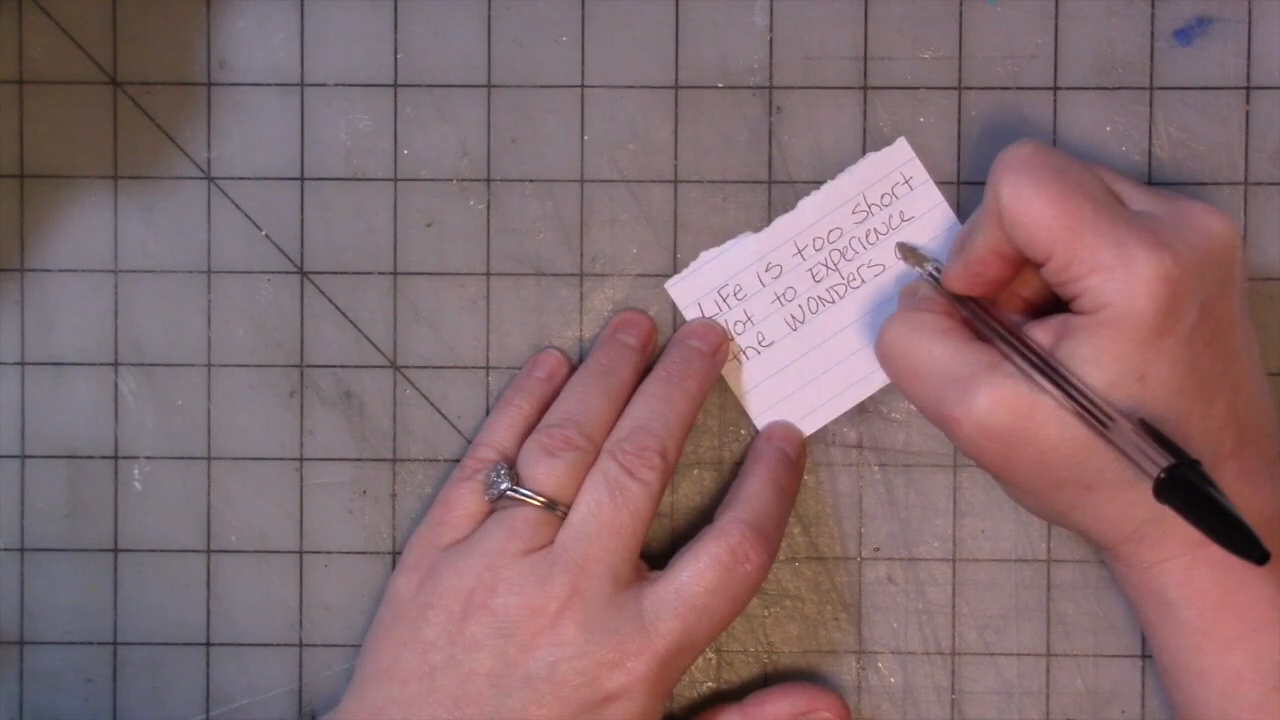 LiFe is too short
Not to ExPerience
the WONDers